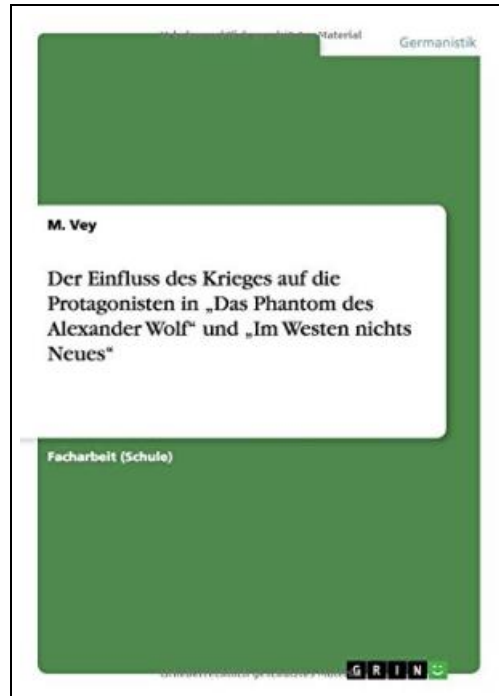 Material
Germanistik
M. Vey
Der Einfluss des Krieges auf die
Protagonisten in „Das Phantom des
Alexander Wolf“ und „Im Westen nichts
Neues“
Facharbeit (Schule)
GRIN